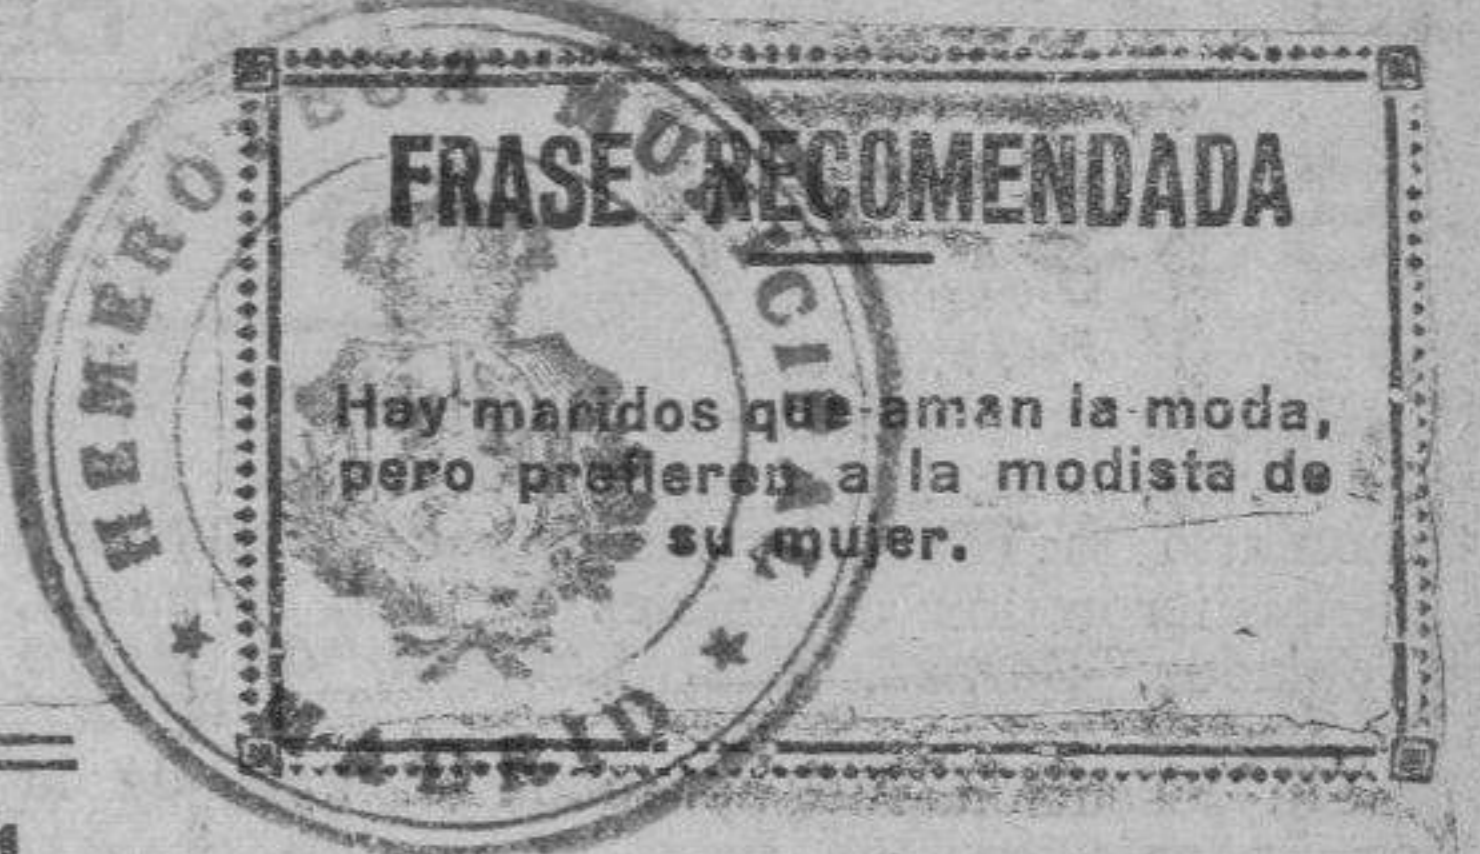 HEMEROTECA MUNICIPAL
MADRID
FRASE RECOMENDADA
Hay maridos que aman la moda,
pero prefieren a la modista de
su mujer.